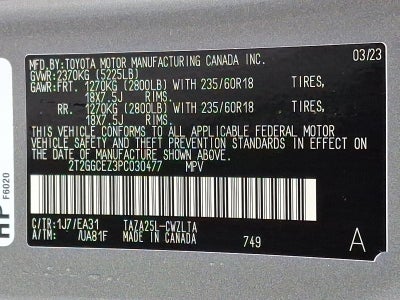 MFD.BY:TOYOTA MOTOR MANUFACTURING CANADA INC. 03/23
GVWR:2370KG (5225LB)
GAWR:FRT. 1270KG (2800LB) WITH 235/60R18 TIRES,
18X7.5J RIMS.
RR. 1270KG (2800LB) WITH 235/60R18 TIRES,
18X7.5J RIMS.
THIS VEHICLE CONFORMS TO ALL APPLICABLE FEDERAL MOTOR
VEHICLE SAFETY AND THEFT PREVENTION STANDARDS IN EFFECT ON
THE DATE OF MANUFACTURE SHOWN ABOVE.
2T2GGCEZ3PC030477 MPV
C/TR:1J7/EA31 TAZA25L-CWZLTA
A/TM: /UA81F MADE IN CANADA 749 A
HP
F6020